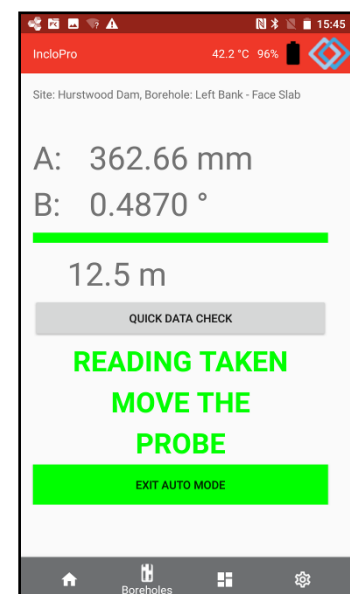 15:45
IncloPro 42.2 °C 96%
Site: Hurstwood Dam, Borehole: Left Bank - Face Slab
A: 362.66 mm
B: 0.4870 °
12.5 m
QUICK DATA CHECK
READING TAKEN
MOVE THE
PROBE
EXIT AUTO MODE
Boreholes